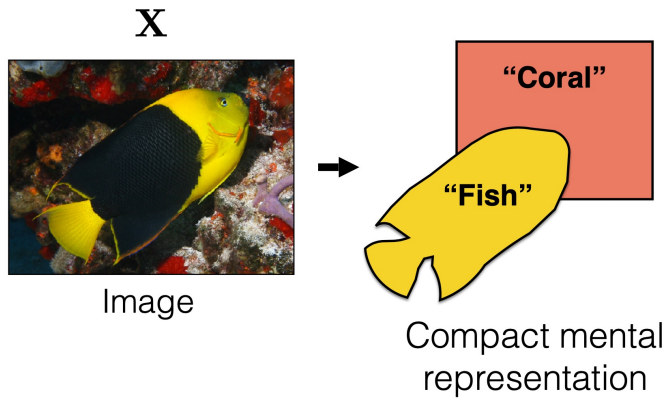 X
“Coral”
“Fish”
Image
Compact mental
representation